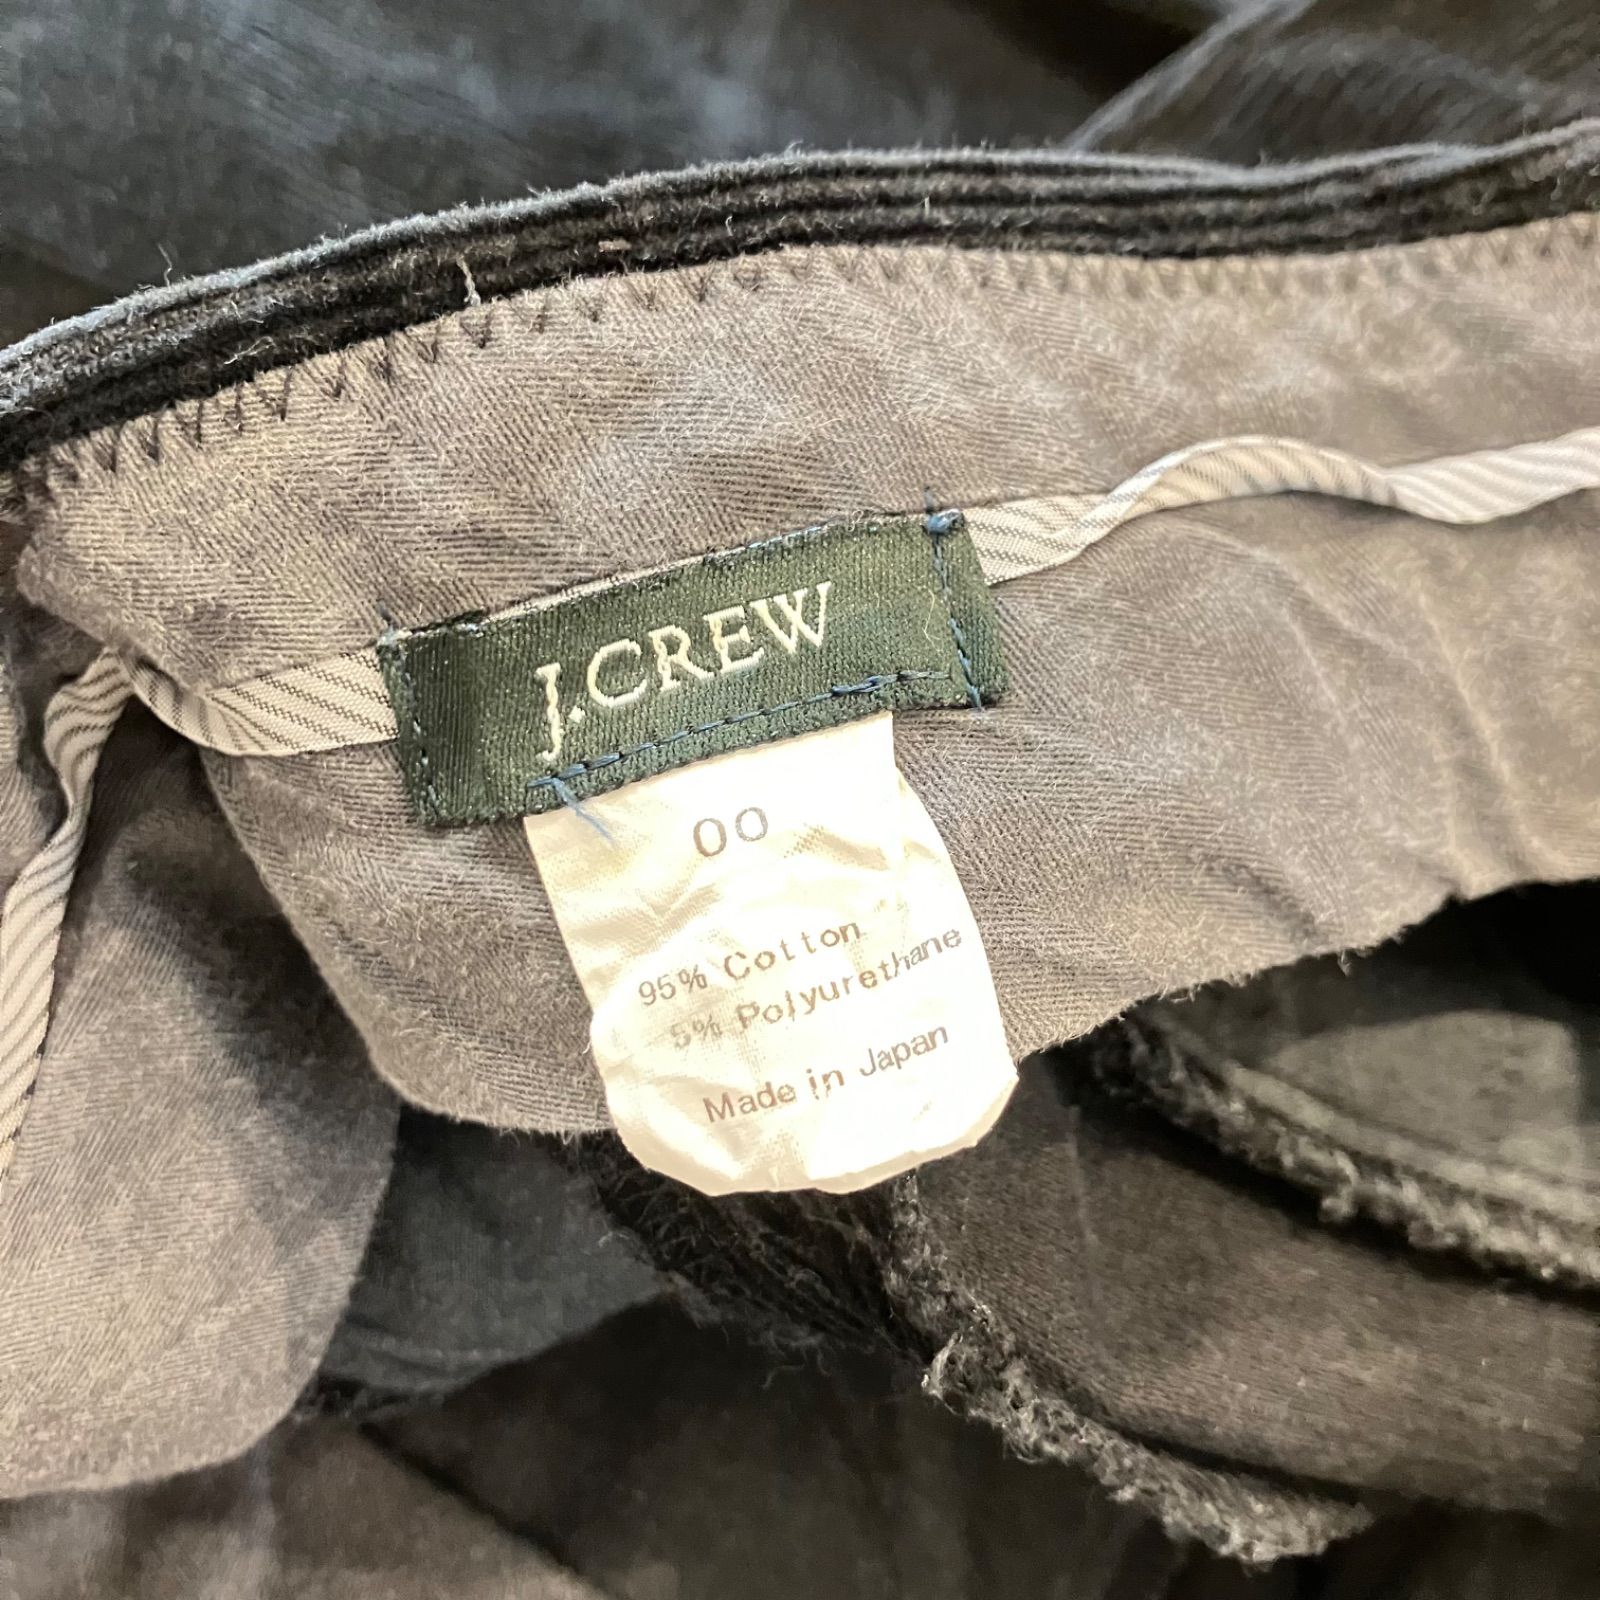 J.CREW
00
95% Cotton
5% Polyurethane
Made in Japan